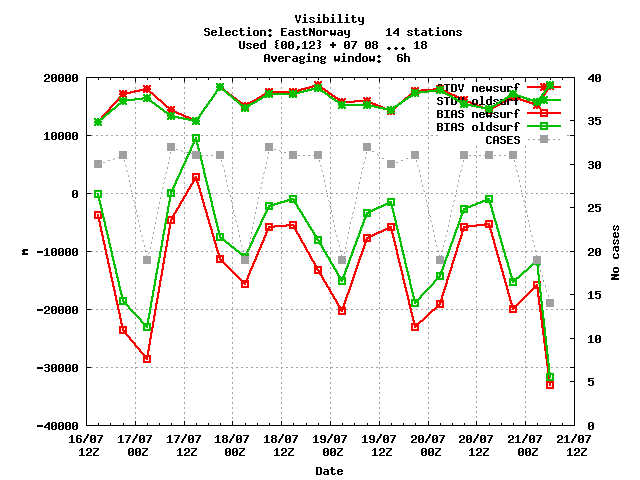 Visibility
Selection: EastNorway     14 stations
Used {00,12} + 07 08 ... 18
Averaging window:  6h
20000
10000
0
-10000
-20000
-30000
-40000
m
40
35
30
25
20
15
10
5
0
No cases
STDV newsurf
STDV oldsurf
BIAS newsurf
BIAS oldsurf
CASES
16/07 17/07 17/07 18/07 18/07 19/07 19/07 20/07 20/07 21/07 21/07
12Z 00Z 12Z 00Z 12Z 00Z 12Z 00Z 12Z 00Z 12Z
Date